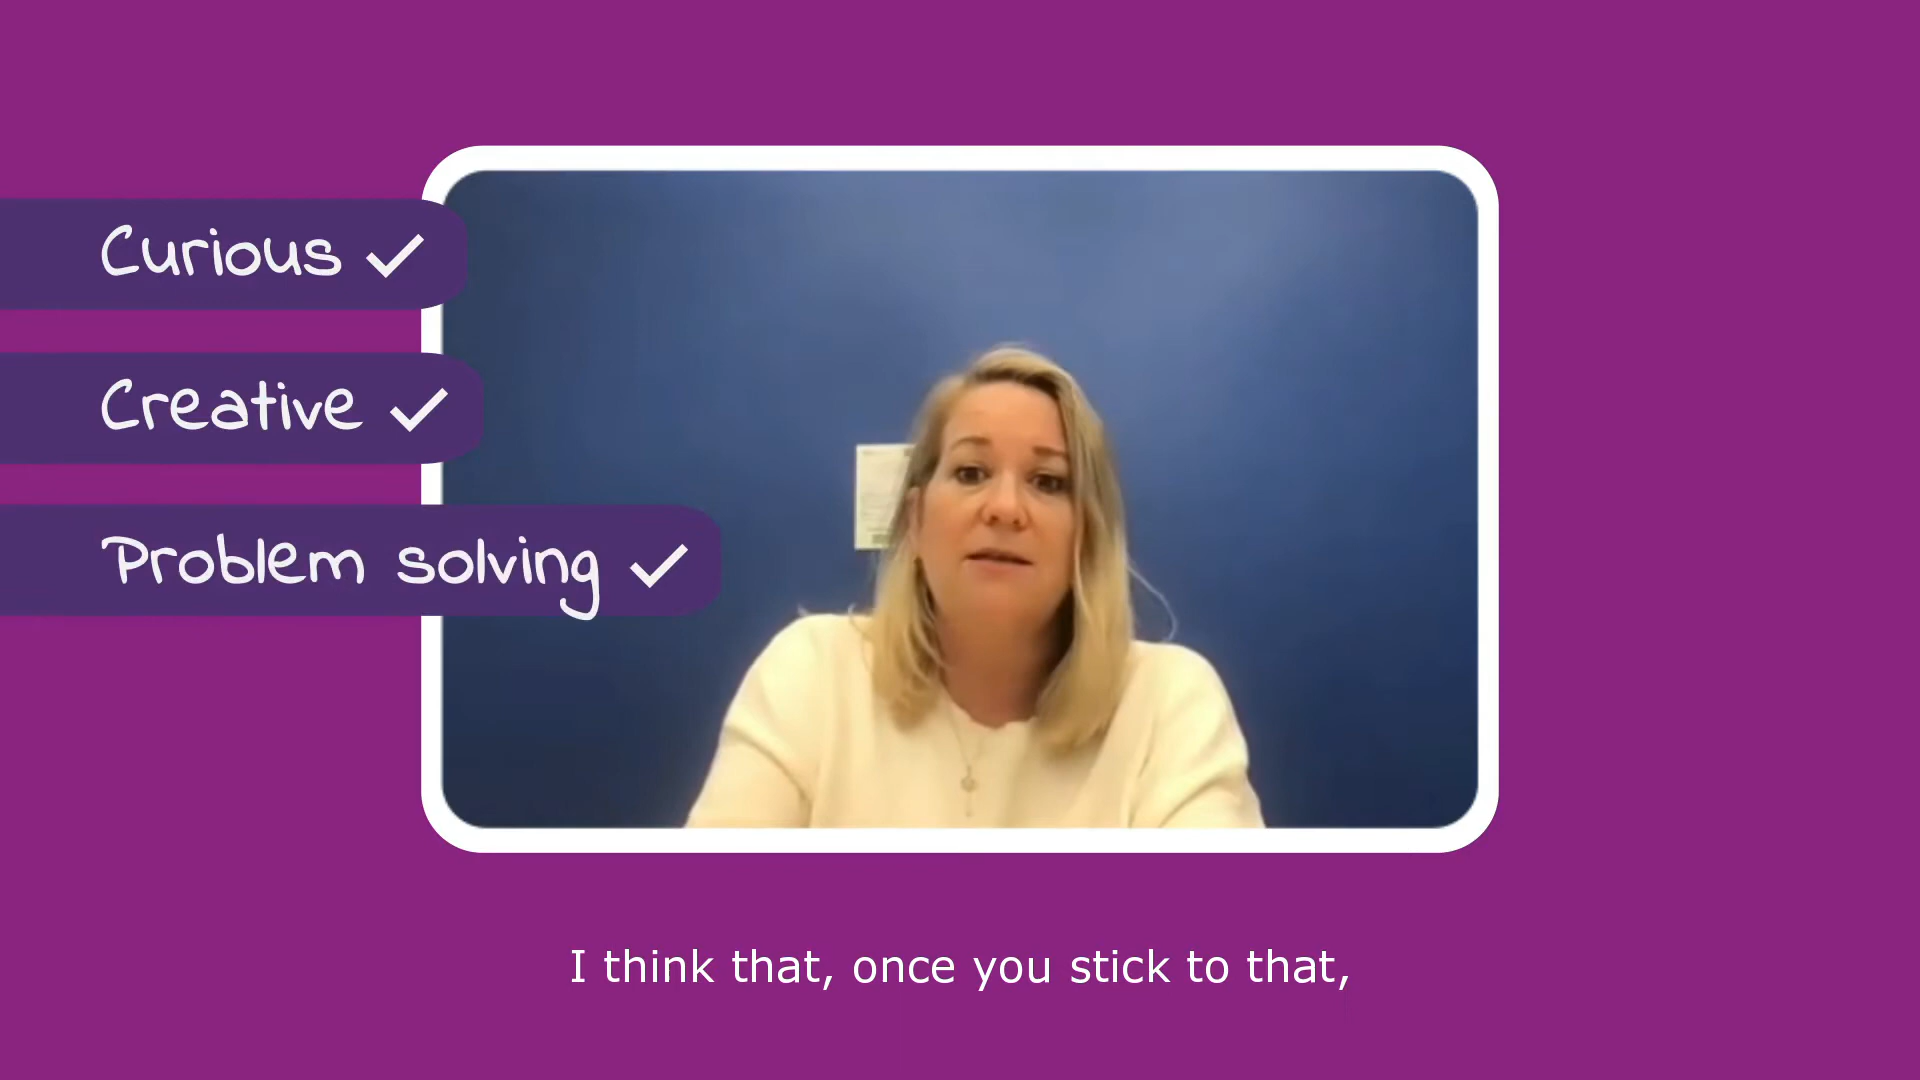 Curious ✓
Creative ✓
Problem solving ✓
I think that, once you stick to that,